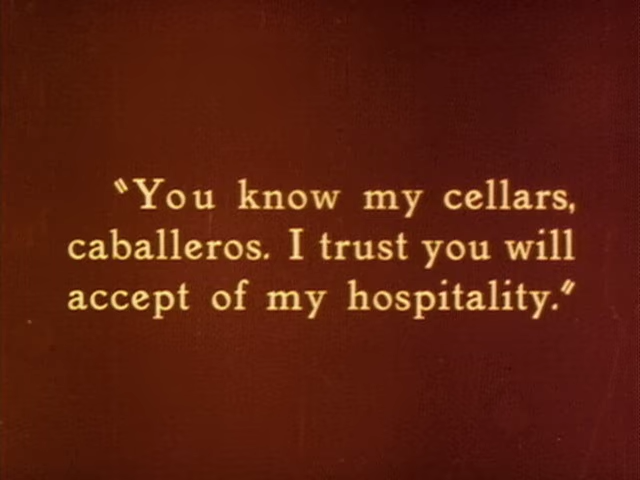 "You know my cellars,
caballeros. I trust you will
accept of my hospitality."